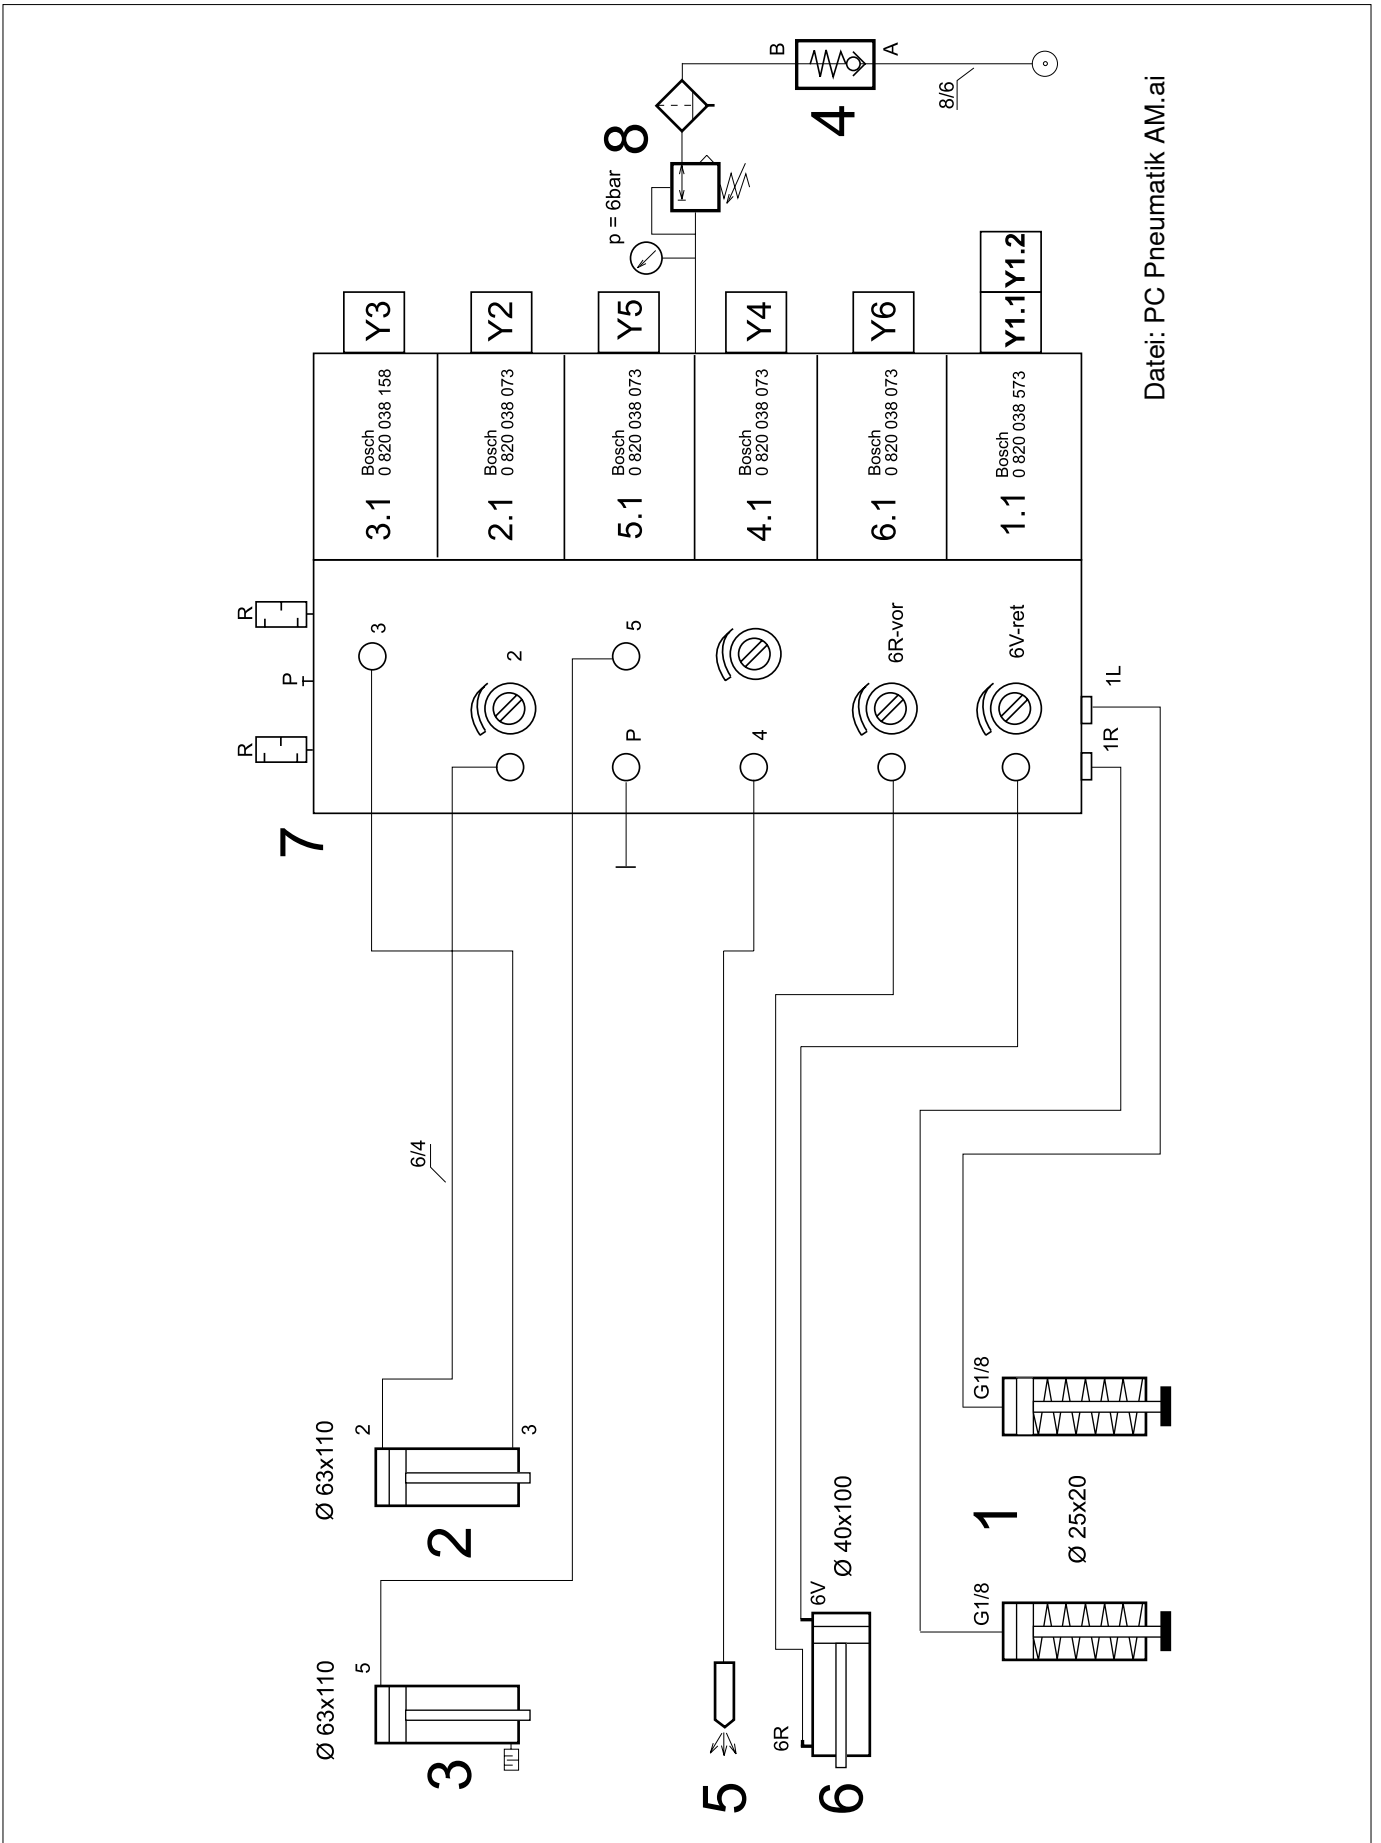 Ø 63x110
5
3
Ø 63x110
2
3
2
6/4
7
R
P
R
3
2
5
P
4
6R-vor
6V-ret
1R
1L
3.1
Bosch
0 820 038 158
Y3
2.1
Bosch
0 820 038 073
Y2
5.1
Bosch
0 820 038 073
Y5
4.1
Bosch
0 820 038 073
Y4
6.1
Bosch
0 820 038 073
Y6
1.1
Bosch
0 820 038 573
Y1.1
Y1.2
p = 6bar
8
B
4
A
8/6
5
6R
6
6V
Ø 40x100
G1/8
1
Ø 25x20
G1/8
Datei: PC Pneumatik AM.ai